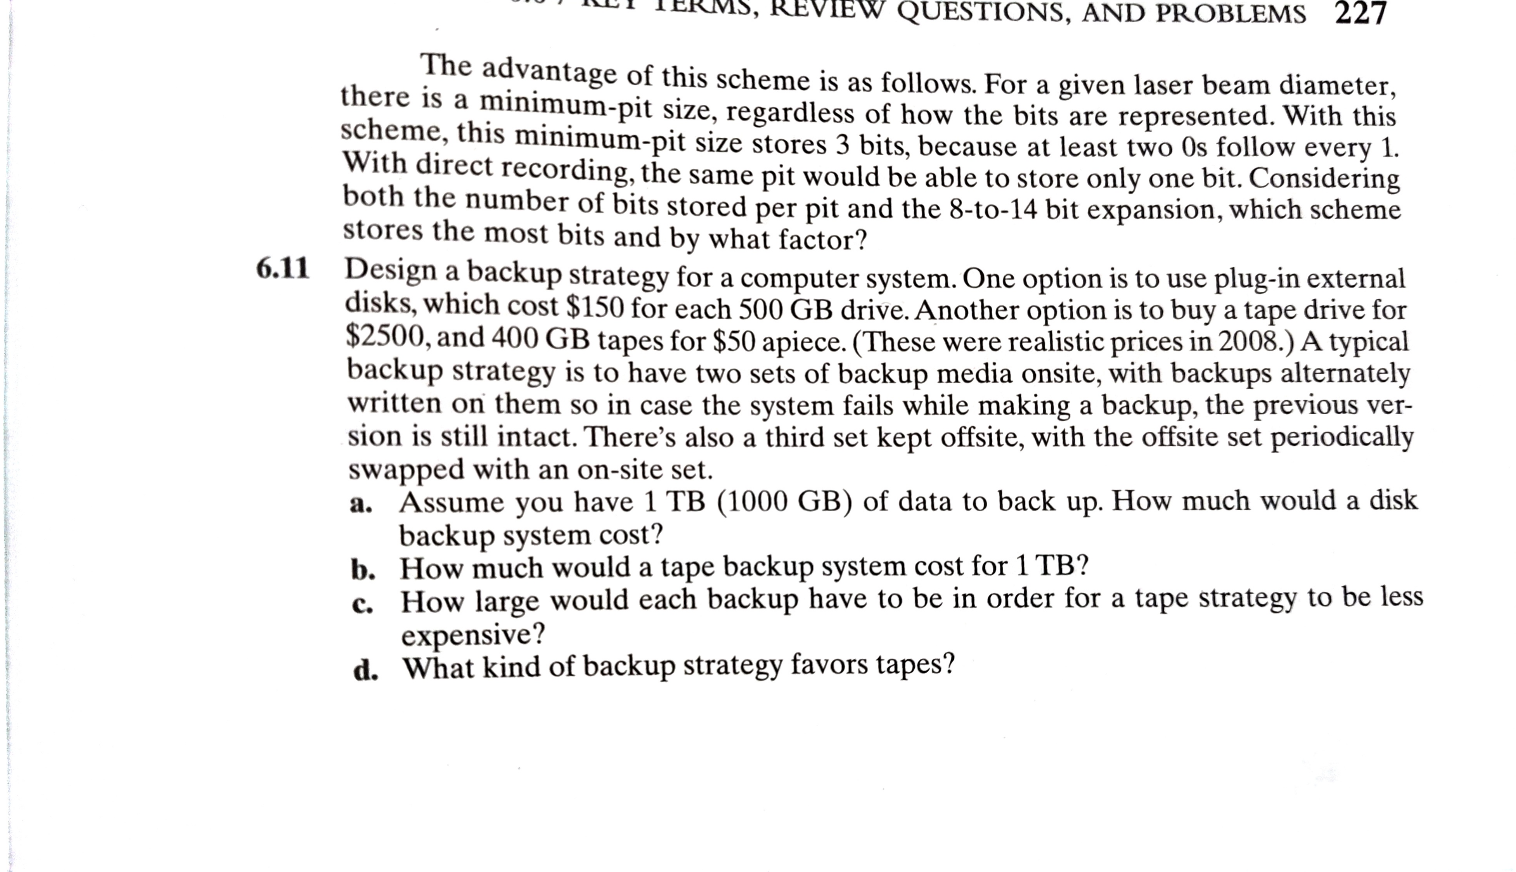 KEY TERMS, REVIEW QUESTIONS, AND PROBLEMS 227
The advantage of this scheme is as follows. For a given laser beam diameter,
there is a minimum-pit size, regardless of how the bits are represented. With this
scheme, this minimum-pit size stores 3 bits, because at least two 0s follow every 1.
With direct recording, the same pit would be able to store only one bit. Considering
both the number of bits stored per pit and the 8-to-14 bit expansion, which scheme
stores the most bits and by what factor?
6.11 Design a backup strategy for a computer system. One option is to use plug-in external
disks, which cost $150 for each 500 GB drive. Another option is to buy a tape drive for
$2500, and 400 GB tapes for $50 apiece. (These were realistic prices in 2008.) A typical
backup strategy is to have two sets of backup media onsite, with backups alternately
written on them so in case the system fails while making a backup, the previous ver-
sion is still intact. There's also a third set kept offsite, with the offsite set periodically
swapped with an on-site set.
a. Assume you have 1 TB (1000 GB) of data to back up. How much would a disk
backup system cost?
b. How much would a tape backup system cost for 1 TB?
c. How large would each backup have to be in order for a tape strategy to be less
expensive?
d. What kind of backup strategy favors tapes?